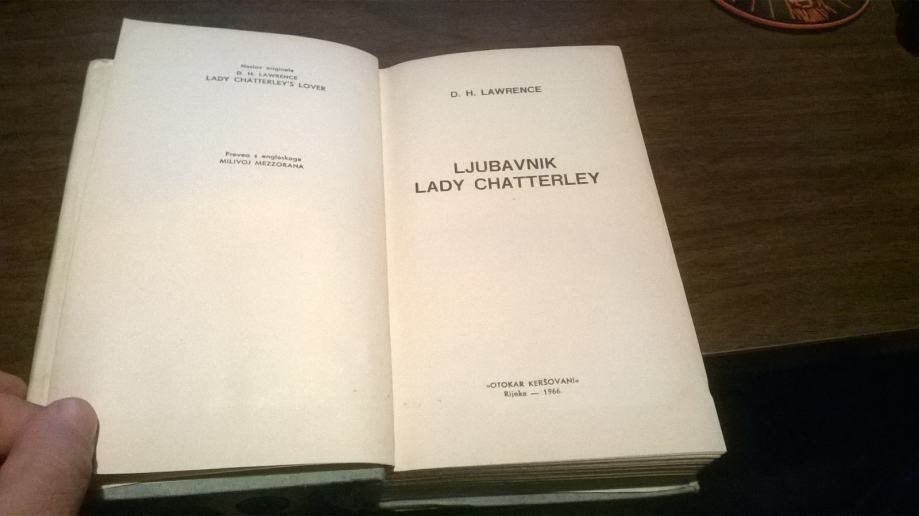 Naslov originala
D. H. LAWRENCE
LADY CHATTERLEY'S LOVER
Preveo s engleskoga
MILIVOJ MEZZORANA
D. H. LAWRENCE
LJUBAVNIK
LADY CHATTERLEY
»OTOKAR KERŠOVANI«
Rijeka — 1966.